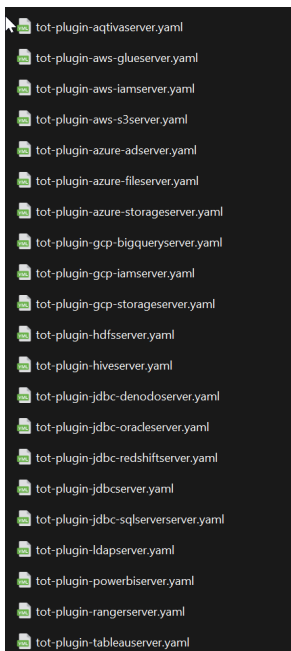 tot-plugin-aqtivaserver.yaml
tot-plugin-aws-glueserver.yaml
tot-plugin-aws-iamserver.yaml
tot-plugin-aws-s3server.yaml
tot-plugin-azure-adserver.yaml
tot-plugin-azure-fileserver.yaml
tot-plugin-azure-storageserver.yaml
tot-plugin-gcp-bigqueryserver.yaml
tot-plugin-gcp-iamserver.yaml
tot-plugin-gcp-storageserver.yaml
tot-plugin-hdfsserver.yaml
tot-plugin-hiveserver.yaml
tot-plugin-jdbc-denodoserver.yaml
tot-plugin-jdbc-oracleserver.yaml
tot-plugin-jdbc-redshiftserver.yaml
tot-plugin-jdbcserver.yaml
tot-plugin-jdbc-sqlserverserver.yaml
tot-plugin-ldapserver.yaml
tot-plugin-powerbiserver.yaml
tot-plugin-rangerserver.yaml
tot-plugin-tableauserver.yaml